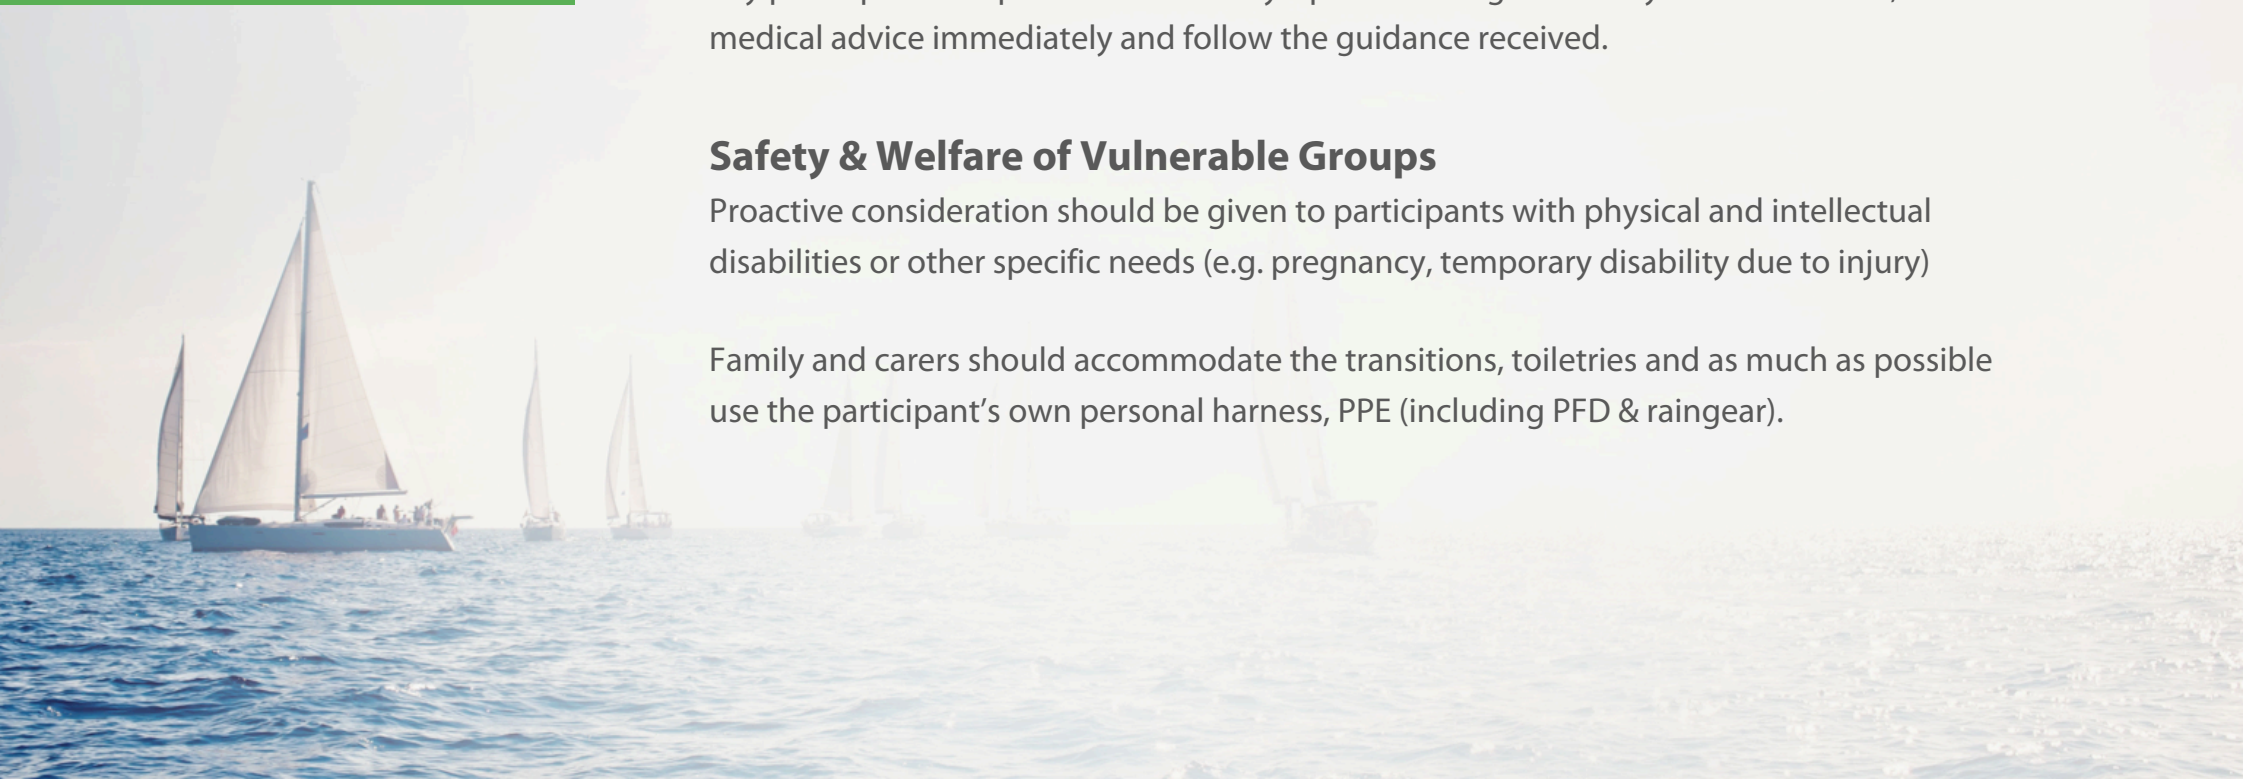 medical advice immediately and follow the guidance received.
Safety & Welfare of Vulnerable Groups
Proactive consideration should be given to participants with physical and intellectual
disabilities or other specific needs (e.g. pregnancy, temporary disability due to injury)
Family and carers should accommodate the transitions, toiletries and as much as possible
use the participant’s own personal harness, PPE (including PFD & raingear).